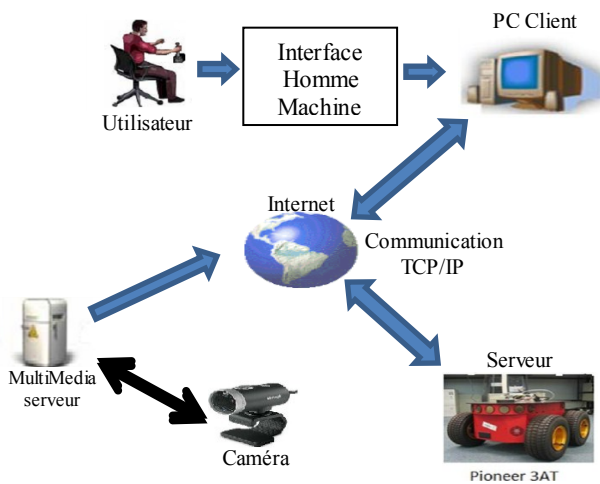 PC Client
Interface
Homme
Machine
Utilisateur
Internet
Communication
TCP/IP
MultiMedia
serveur
Caméra
Serveur
Pioneer 3AT